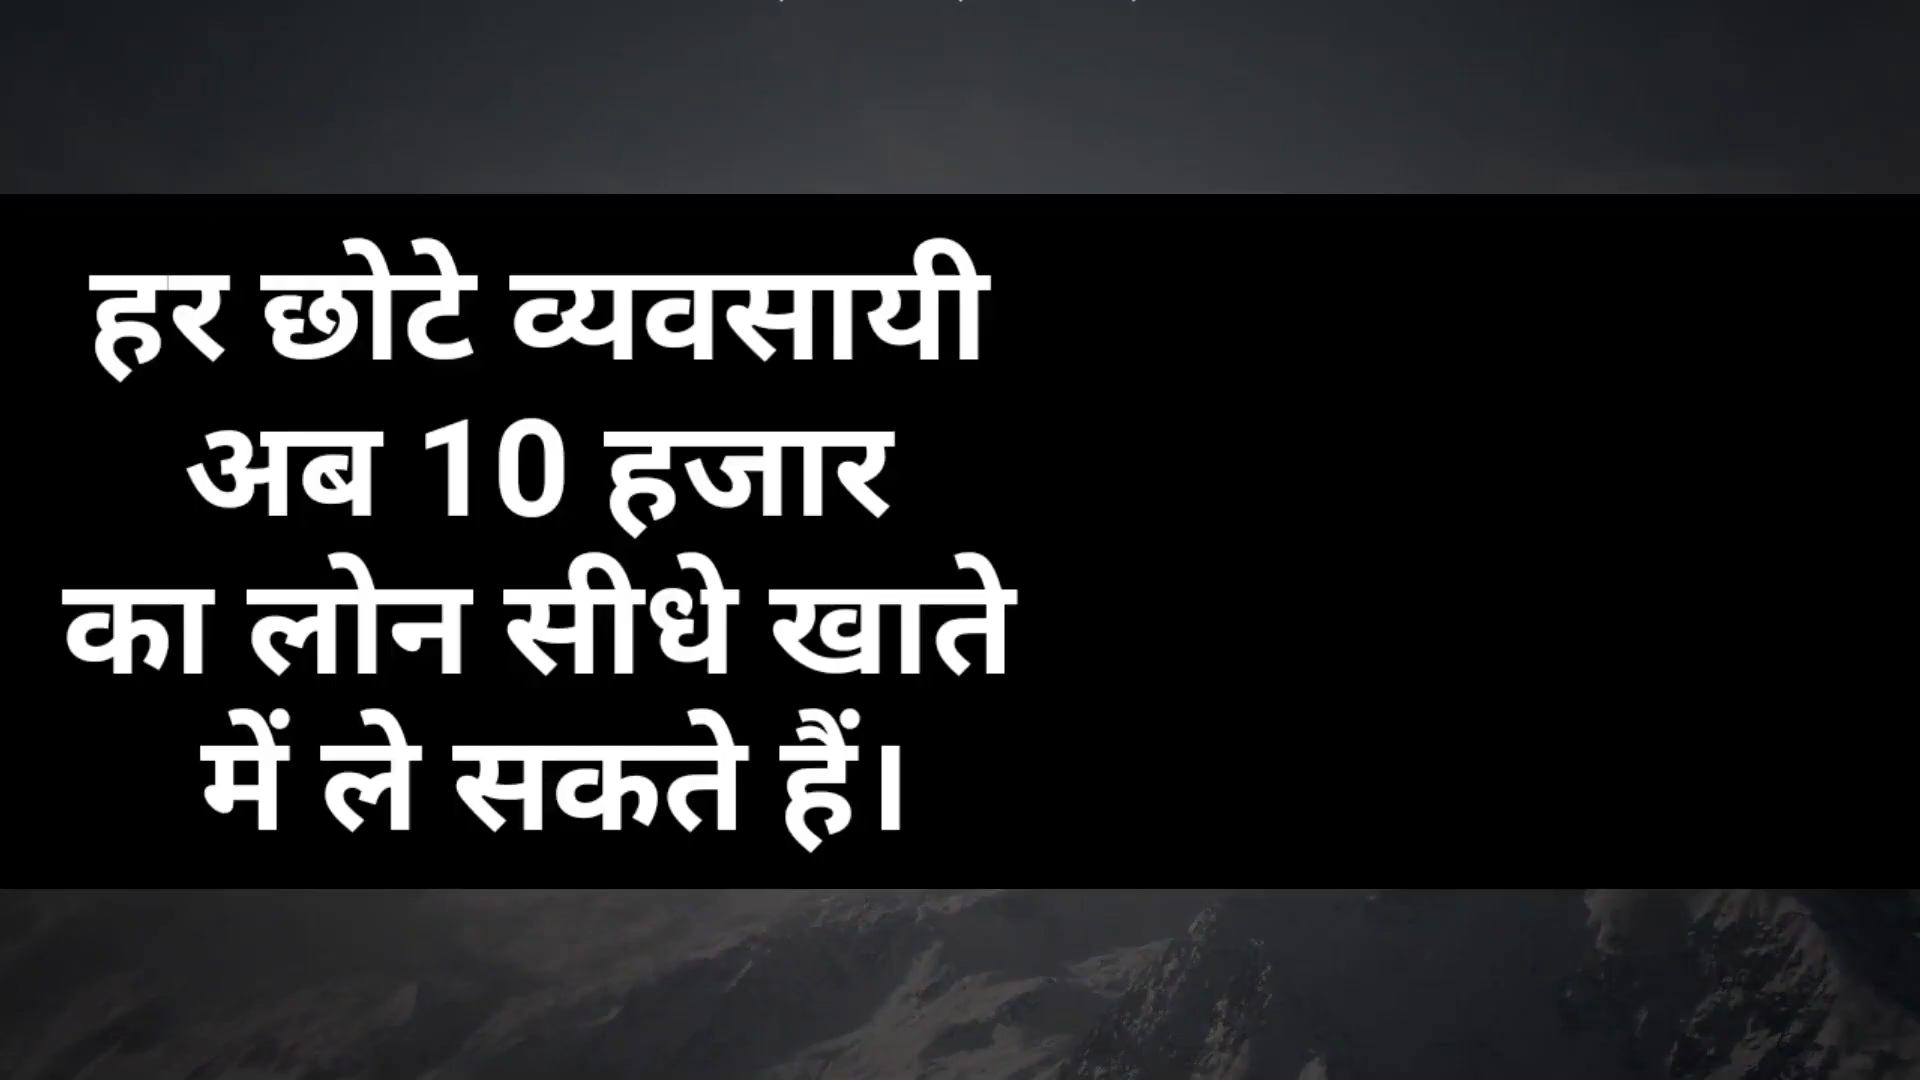 हर छोटे व्यवसायी
अब 10 हजार
का लोन सीधे खाते
में ले सकते हैं।